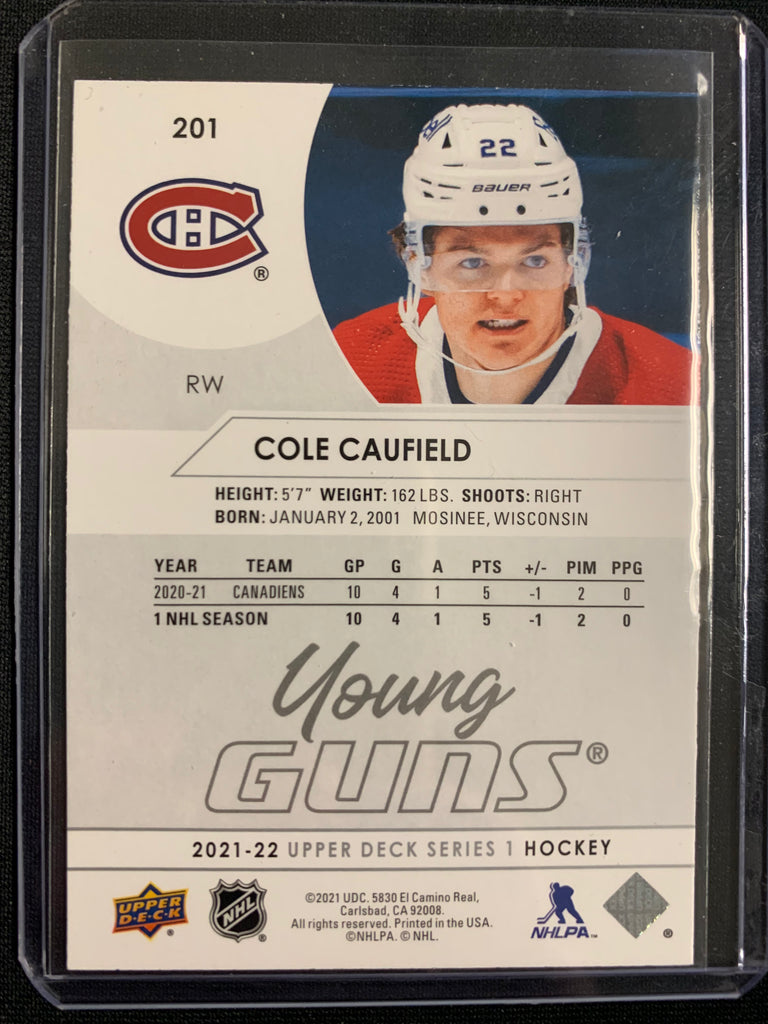 201
®
22
BAUER
RW
COLE CAUFIELD
HEIGHT: 5'7" WEIGHT: 162 LBS. SHOOTS: RIGHT
BORN: JANUARY 2, 2001 MOSINEE, WISCONSIN
YEAR TEAM GP G A PTS +/- PIM PPG
2020-21 CANADIENS 10 4 1 5 -1 2 0
1 NHL SEASON 10 4 1 5 -1 2 0
Young
GUNS®
2021-22 UPPER DECK SERIES 1 HOCKEY
UPPER
D·E·C·K
®
NHL
®
©2021 UDC. 5830 El Camino Real,
Carlsbad, CA 92008.
All rights reserved. Printed in the USA.
©NHLPA. © NHL.
NHLPA™
®